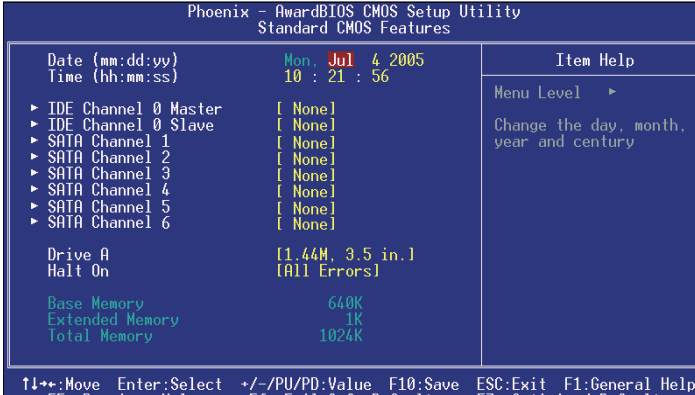 Phoenix - AwardBIOS CMOS Setup Utility
Standard CMOS Features
Date (mm:dd:yy) Mon, Jul 4 2005
Time (hh:mm:ss) 10 : 21 : 56
► IDE Channel 0 Master [ None]
► IDE Channel 0 Slave [ None]
► SATA Channel 1 [ None]
► SATA Channel 2 [ None]
► SATA Channel 3 [ None]
► SATA Channel 4 [ None]
► SATA Channel 5 [ None]
► SATA Channel 6 [ None]
Drive A [1.44M, 3.5 in.]
Halt On [All Errors]
Base Memory 640K
Extended Memory 1K
Total Memory 1024K
Item Help
Menu Level ►
Change the day, month,
year and century
↑↓→←:Move Enter:Select +/-/PU/PD:Value F10:Save ESC:Exit F1:General Help